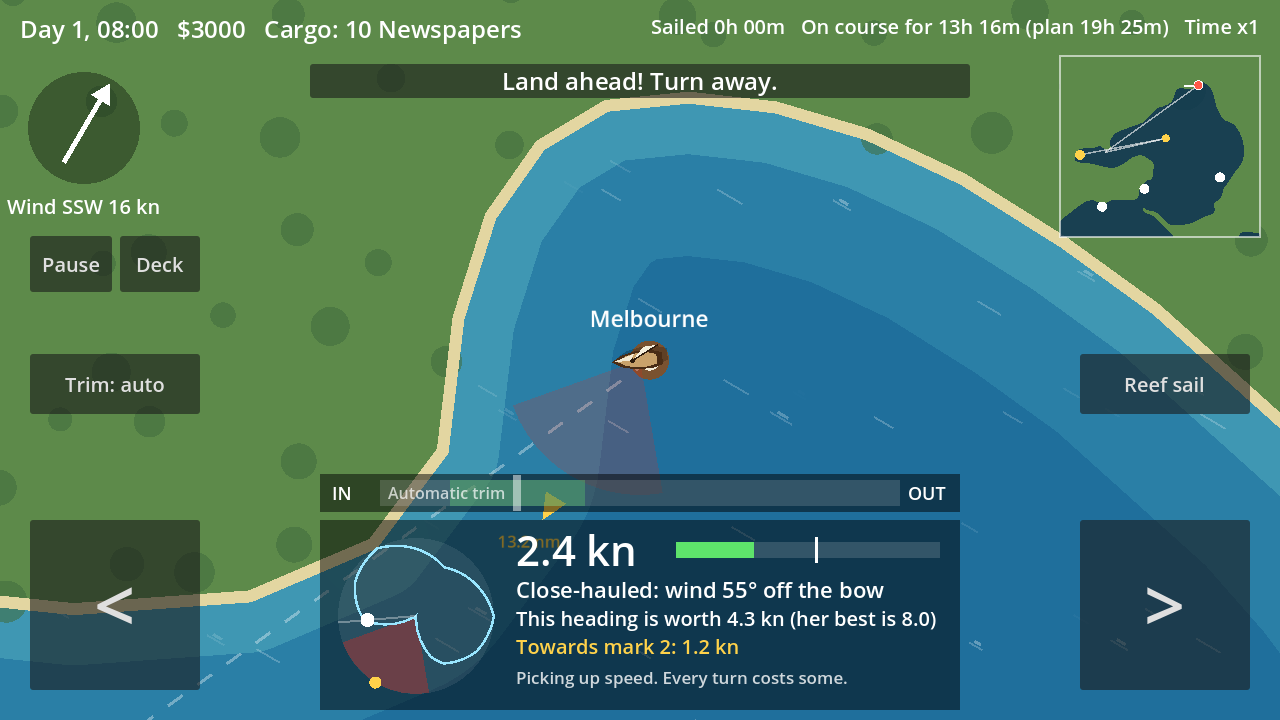 Day 1, 08:00 $3000 Cargo: 10 Newspapers
Sailed 0h 00m On course for 13h 16m (plan 19h 25m) Time x1
Land ahead! Turn away.
Wind SSW 16 kn
Pause
Deck
Melbourne
Trim: auto
Reef sail
IN
Automatic trim
OUT
2.4 kn
Close-hauled: wind 55° off the bow
This heading is worth 4.3 kn (her best is 8.0)
Towards mark 2: 1.2 kn
Picking up speed. Every turn costs some.
<
>